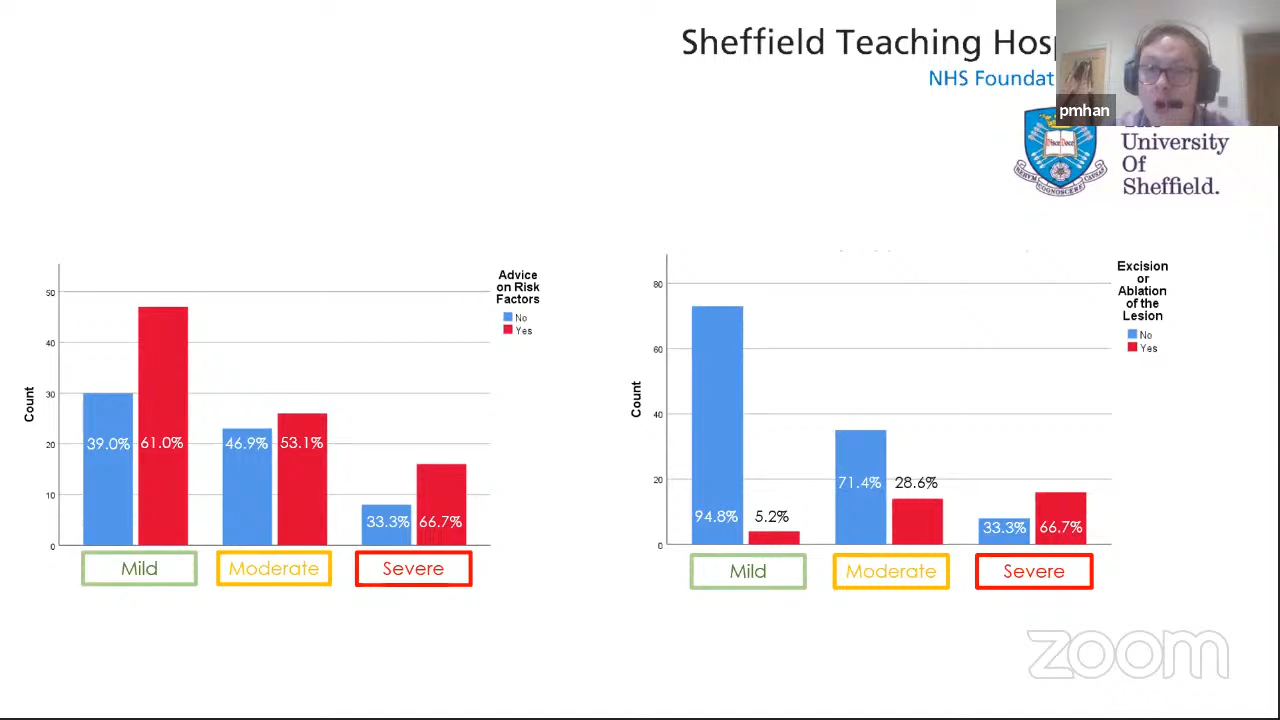 Sheffield Teaching Hosp
NHS Foundat
pmhan
University
Of
Sheffield.
Advice
on Risk
Factors
No
Yes
Count
50
40
30
20
10
0
39.0%
61.0%
46.9%
53.1%
33.3%
66.7%
Mild
Moderate
Severe
Excision
or
Ablation
of the
Lesion
No
Yes
Count
80
60
40
20
0
94.8%
5.2%
71.4%
28.6%
33.3%
66.7%
Mild
Moderate
Severe
zoom